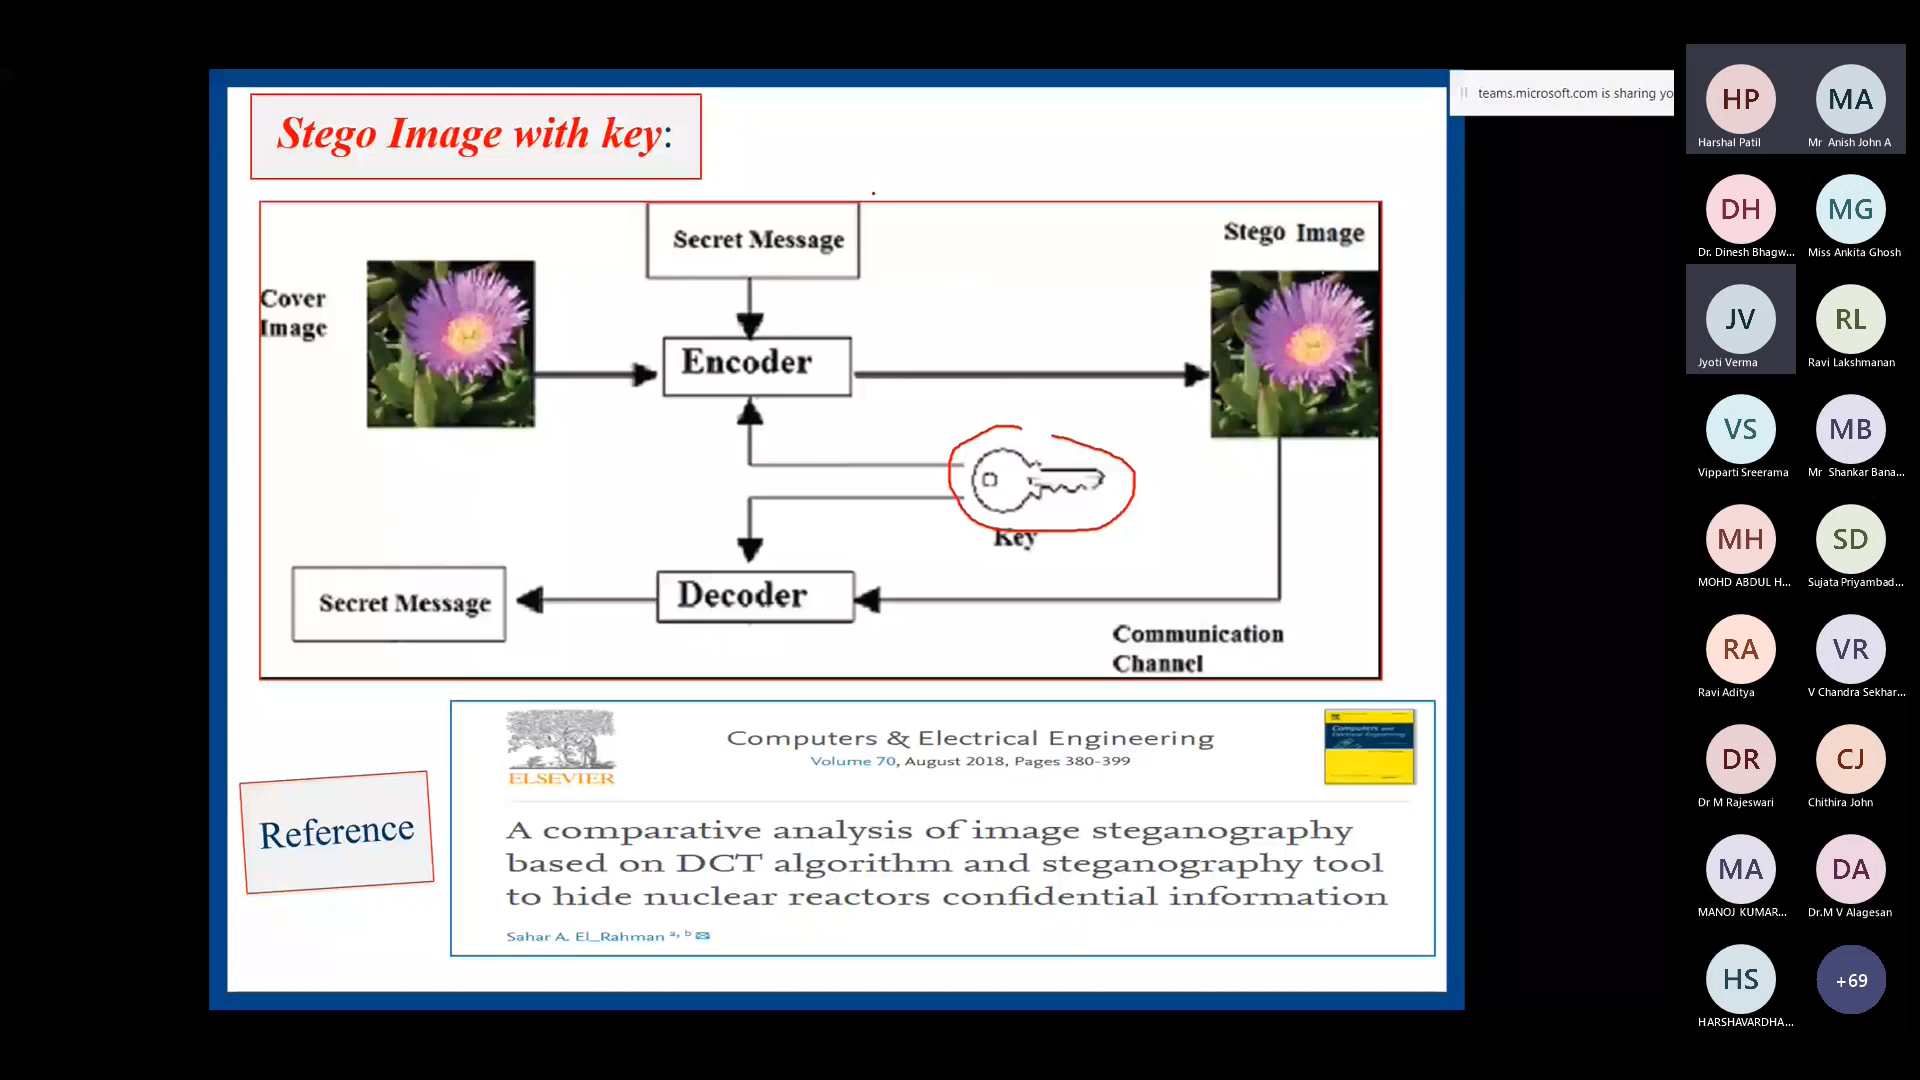 Stego Image with key:
teams.microsoft.com is sharing yo
Secret Message
Stego Image
Cover
Image
Encoder
Key
Decoder
Secret Message
Communication
Channel
ELSEVIER
Computers & Electrical Engineering
Volume 70, August 2018, Pages 380-399
Reference
A comparative analysis of image steganography
based on DCT algorithm and steganography tool
to hide nuclear reactors confidential information
Sahar A. El_Rahman a, b
HP
Harshal Patil
MA
Mr Anish John A
DH
Dr. Dinesh Bhagw...
MG
Miss Ankita Ghosh
JV
Jyoti Verma
RL
Ravi Lakshmanan
VS
Vipparti Sreerama
MB
Mr Shankar Bana...
MH
MOHD ABDUL H...
SD
Sujata Priyambad...
RA
Ravi Aditya
VR
V Chandra Sekhar...
DR
Dr M Rajeswari
CJ
Chithira John
MA
MANOJ KUMAR...
DA
Dr.M V Alagesan
HS
HARSHAVARDHA...
+69